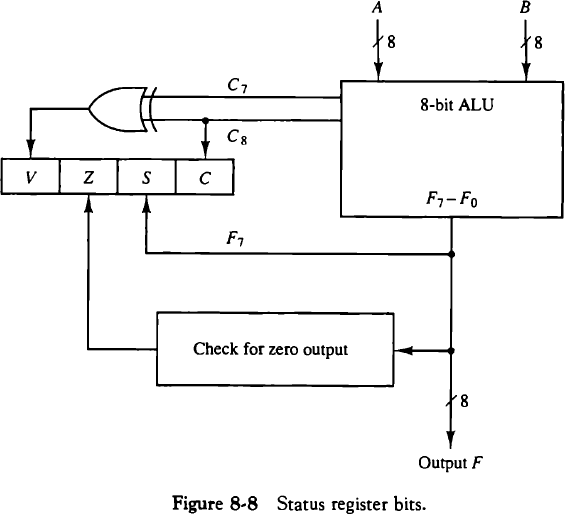 A B
8 8
C7
8-bit ALU
C8
V Z S C
F7 – F0
F7
Check for zero output
8
Output F
Figure 8-8 Status register bits.